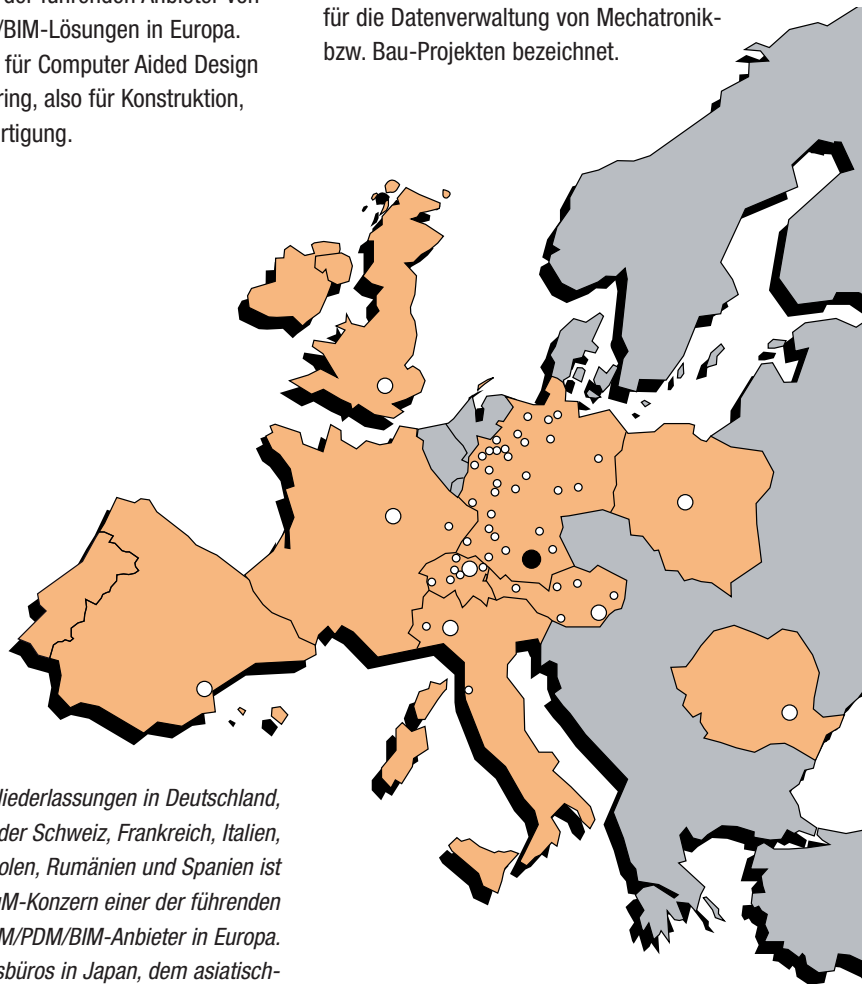 der führenden Anbieter von
/BIM-Lösungen in Europa.
für Computer Aided Design
ring, also für Konstruktion,
rtigung.
für die Datenverwaltung von Mechatronik-
bzw. Bau-Projekten bezeichnet.
liederlassungen in Deutschland,
der Schweiz, Frankreich, Italien,
olen, Rumänien und Spanien ist
uM-Konzern einer der führenden
M/PDM/BIM-Anbieter in Europa.
sbüros in Japan, dem asiatisch-